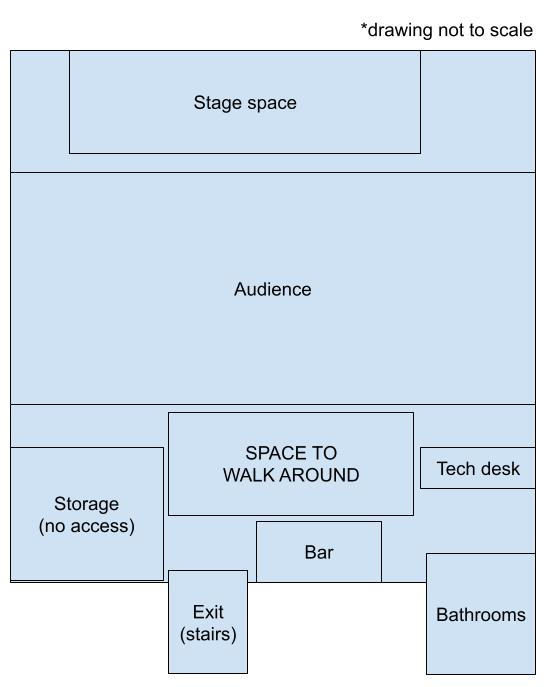 *drawing not to scale
Stage space
Audience
SPACE TO
WALK AROUND
Tech desk
Storage
(no access)
Bar
Exit
(stairs)
Bathrooms